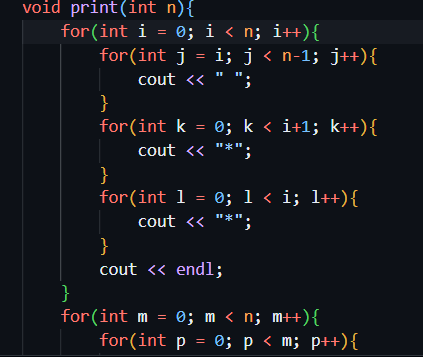 void print(int n){
for(int i = 0; i < n; i++){
for(int j = i; j < n-1; j++){
cout << " ";
}
for(int k = 0; k < i+1; k++){
cout << "*";
}
for(int l = 0; l < i; l++){
cout << "*";
}
cout << endl;
}
for(int m = 0; m < n; m++){
for(int p = 0; p < m; p++){